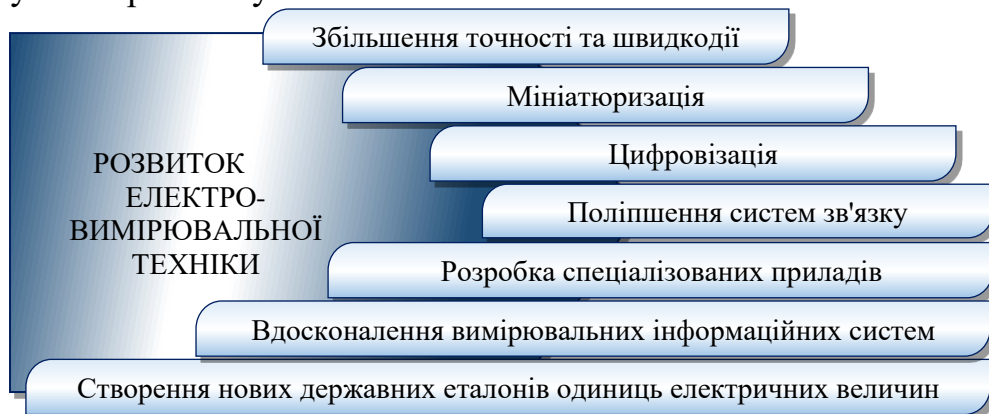 Збільшення точності та швидкодії
Мініатюризація
Цифровізація
Поліпшення систем зв'язку
Розробка спеціалізованих приладів
Вдосконалення вимірювальних інформаційних систем
Створення нових державних еталонів одиниць електричних величин
РОЗВИТОК
ЕЛЕКТРО-
ВИМІРЮВАЛЬНОЇ
ТЕХНІКИ